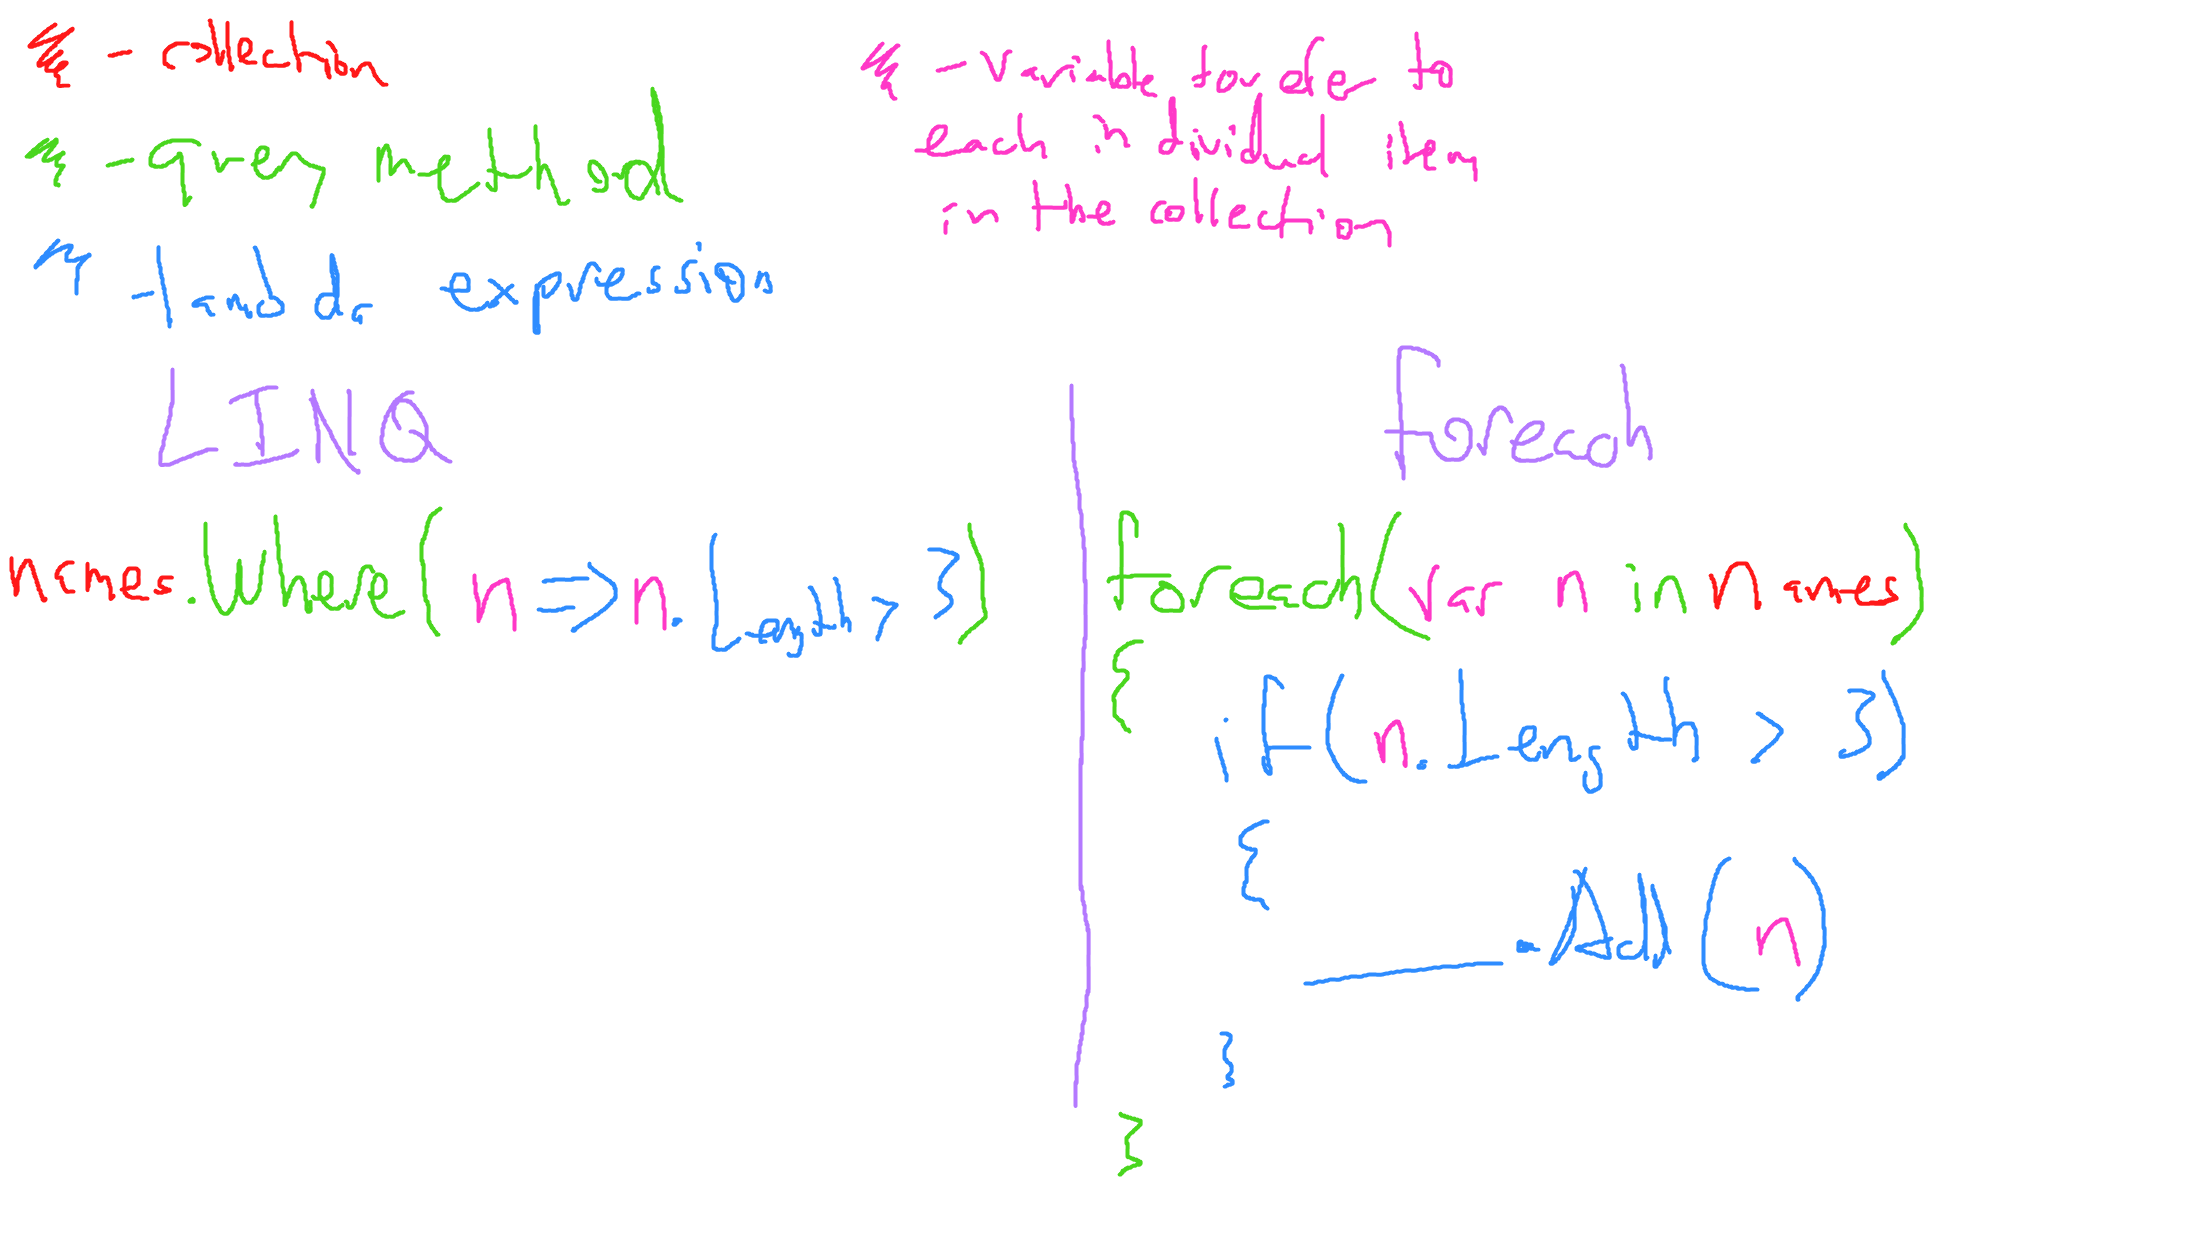 - collection
- query method
- lambda expression
- variable to refer to
each individual item
in the collection
LINQ
foreach
names.Where(n => n.Length > 3)
foreach(var n in names)
{
if(n.Length > 3)
{
______.Add(n)
}
}